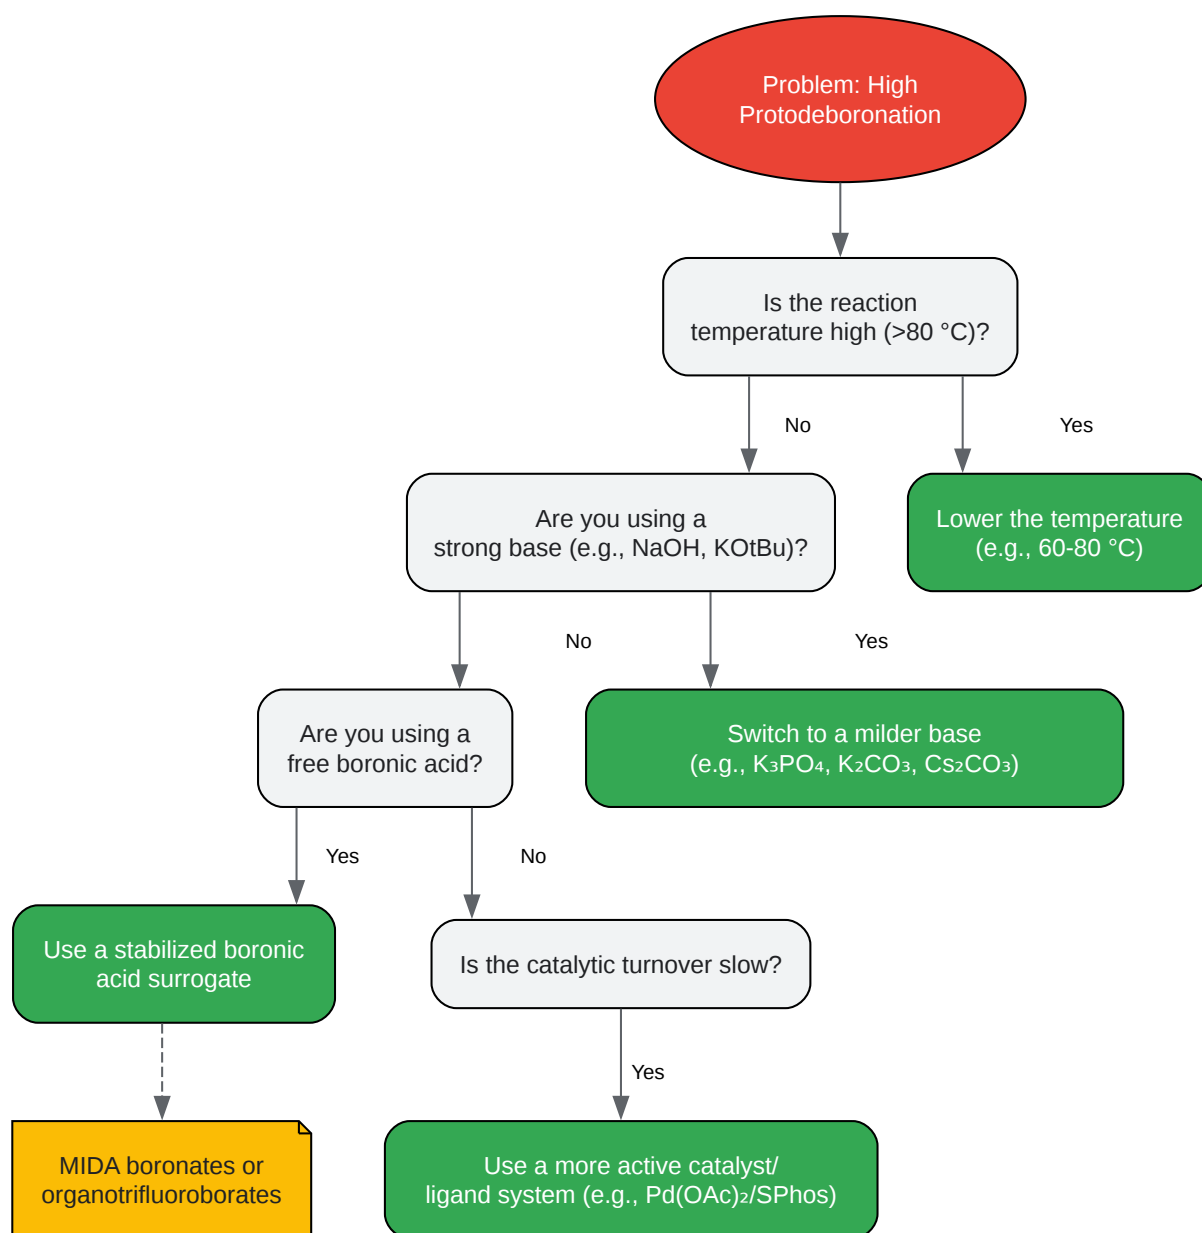 Problem: High
Protodeboronation
Is the reaction
temperature high (>80 °C)?
No
Yes
Are you using a
strong base (e.g., NaOH, KOtBu)?
Lower the temperature
(e.g., 60-80 °C)
No
Yes
Are you using a
free boronic acid?
Switch to a milder base
(e.g., K₃PO₄, K₂CO₃, Cs₂CO₃)
Yes
No
Use a stabilized boronic
acid surrogate
Is the catalytic turnover slow?
Yes
MIDA boronates or
organotrifluoroborates
Use a more active catalyst/
ligand system (e.g., Pd(OAc)₂/SPhos)